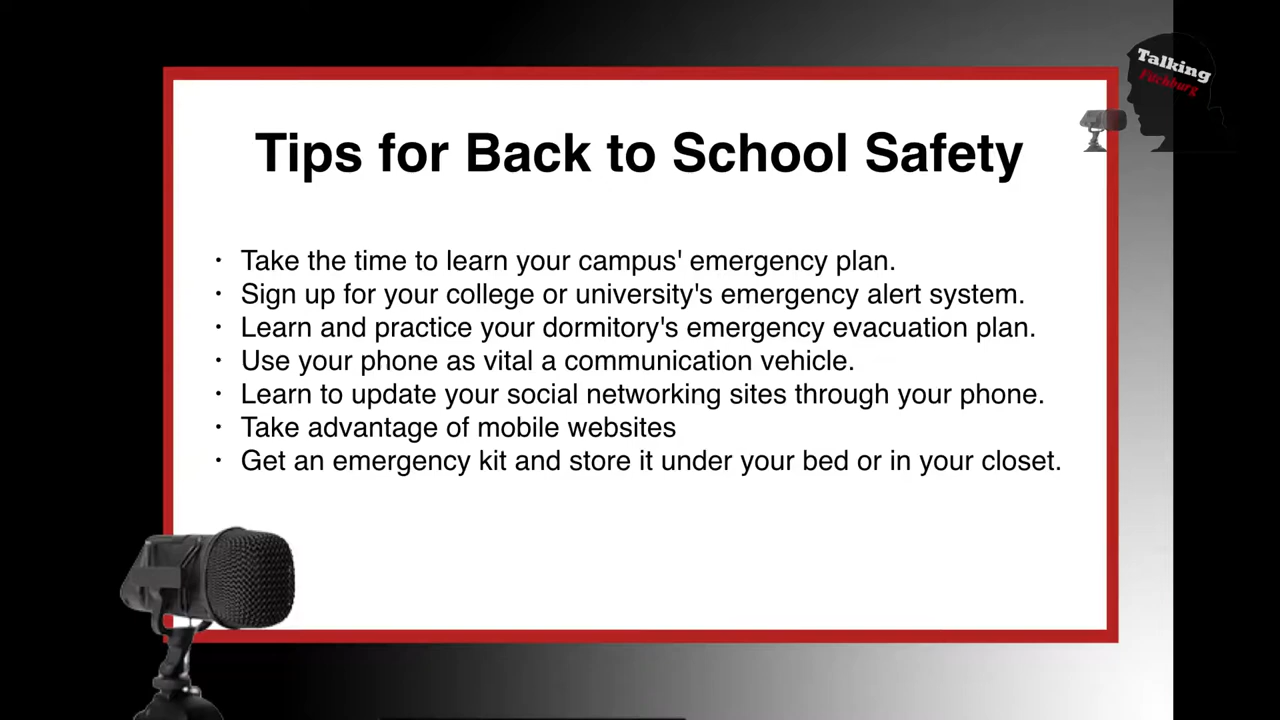 Talking
Fitchburg
Tips for Back to School Safety
• Take the time to learn your campus' emergency plan.
• Sign up for your college or university's emergency alert system.
• Learn and practice your dormitory's emergency evacuation plan.
• Use your phone as vital a communication vehicle.
• Learn to update your social networking sites through your phone.
• Take advantage of mobile websites
• Get an emergency kit and store it under your bed or in your closet.